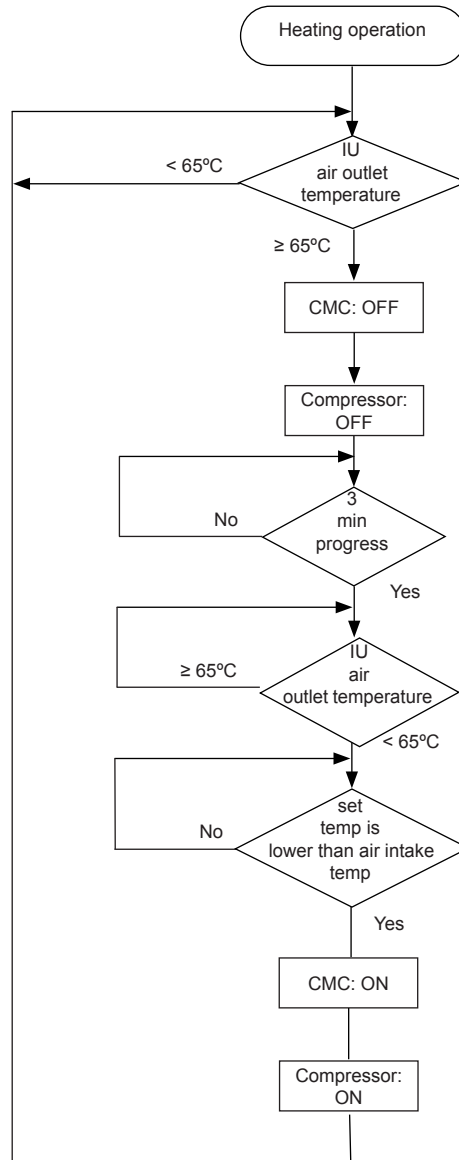 Heating operation
IU
air outlet
temperature
< 65ºC
≥ 65ºC
CMC: OFF
Compressor:
OFF
3
min
progress
No
Yes
IU
air
outlet temperature
≥ 65ºC
< 65ºC
set
temp is
lower than air intake
temp
No
Yes
CMC: ON
Compressor:
ON